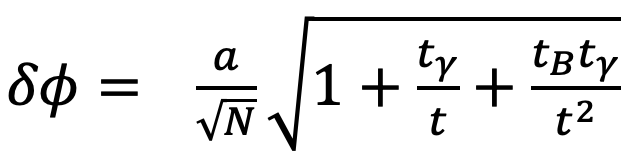 δϕ = a/√N √(1 + t_γ/t + t_B t_γ/t²)